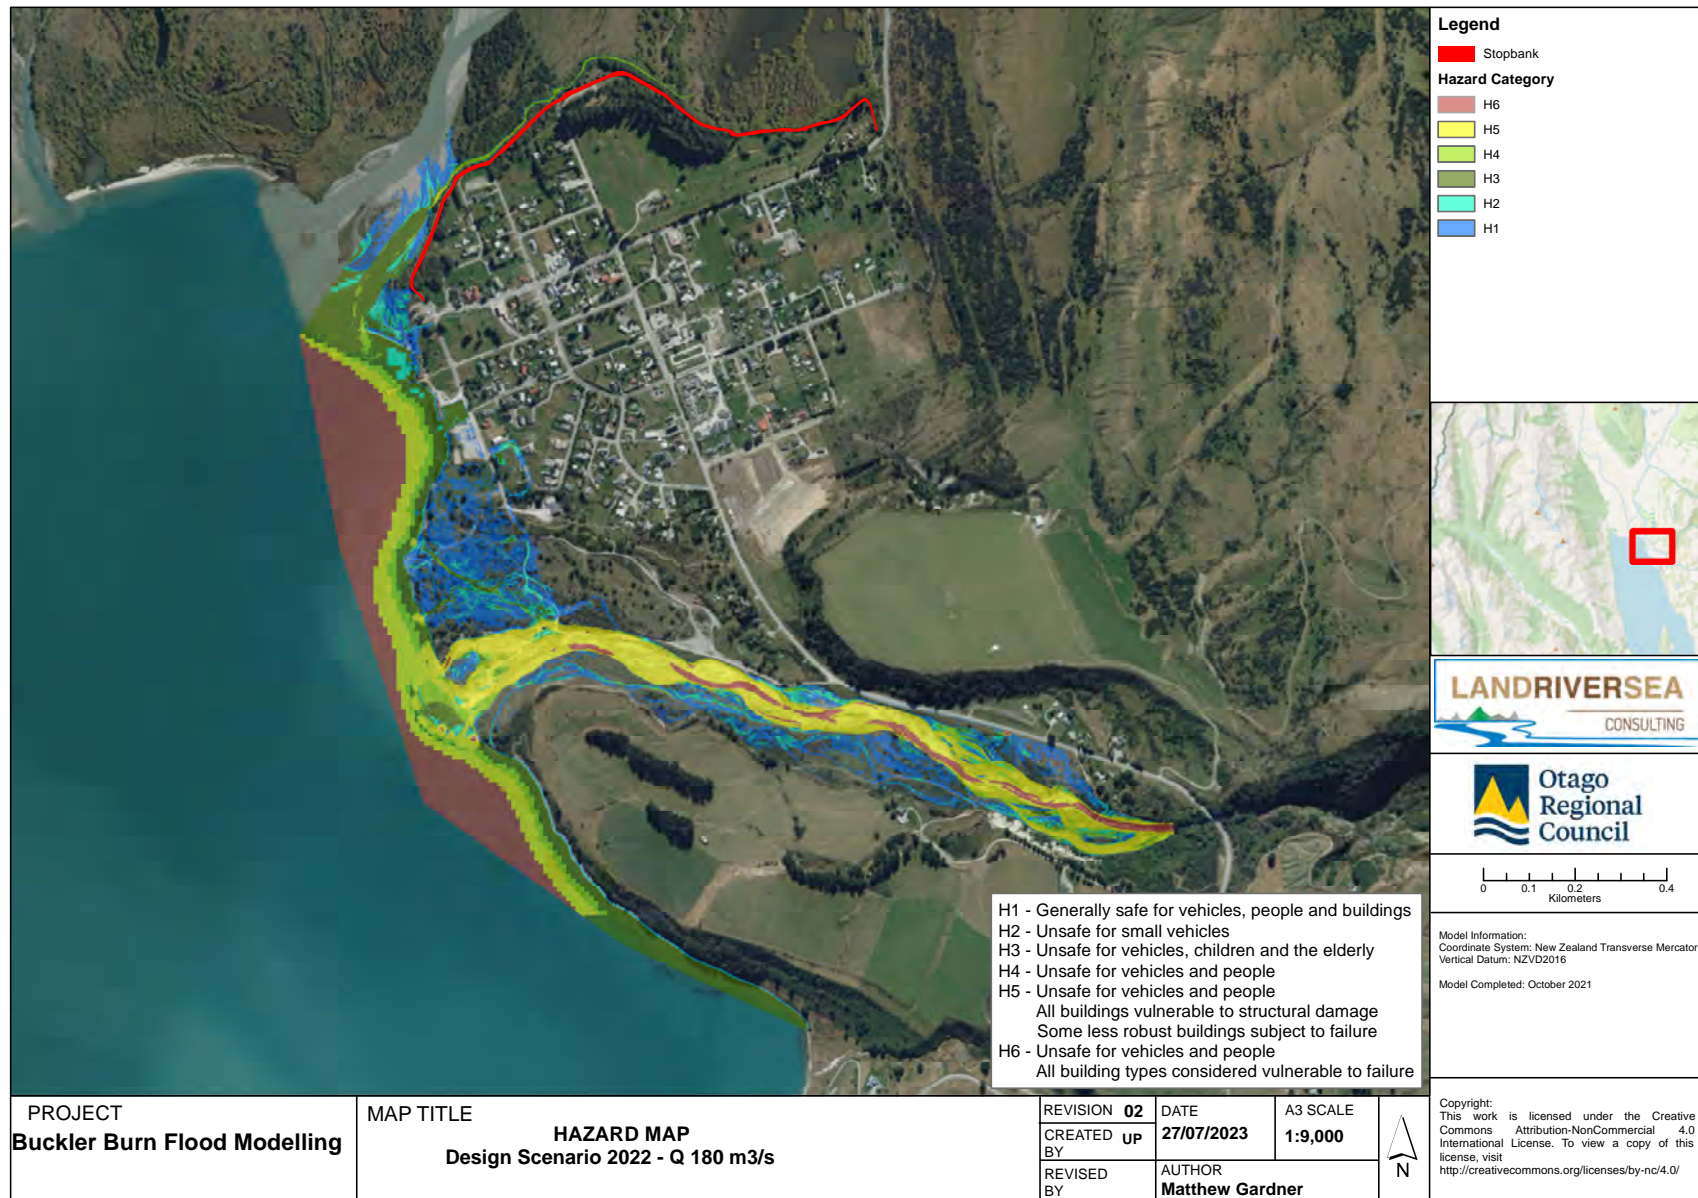 Legend
Stopbank
Hazard Category
H6
H5
H4
H3
H2
H1
LANDRIVERSEA
CONSULTING
Otago
Regional
Council
0 0.1 0.2 0.4
Kilometers
Model Information:
Coordinate System: New Zealand Transverse Mercator
Vertical Datum: NZVD2016
Model Completed: October 2021
Copyright:
This work is licensed under the Creative
Commons Attribution-NonCommercial 4.0
International License. To view a copy of this
license, visit
http://creativecommons.org/licenses/by-nc/4.0/
H1 - Generally safe for vehicles, people and buildings
H2 - Unsafe for small vehicles
H3 - Unsafe for vehicles, children and the elderly
H4 - Unsafe for vehicles and people
H5 - Unsafe for vehicles and people
All buildings vulnerable to structural damage
Some less robust buildings subject to failure
H6 - Unsafe for vehicles and people
All building types considered vulnerable to failure
PROJECT
Buckler Burn Flood Modelling
MAP TITLE
HAZARD MAP
Design Scenario 2022 - Q 180 m3/s
REVISION 02
CREATED BY UP
REVISED BY
DATE
27/07/2023
A3 SCALE
1:9,000
AUTHOR
Matthew Gardner
N